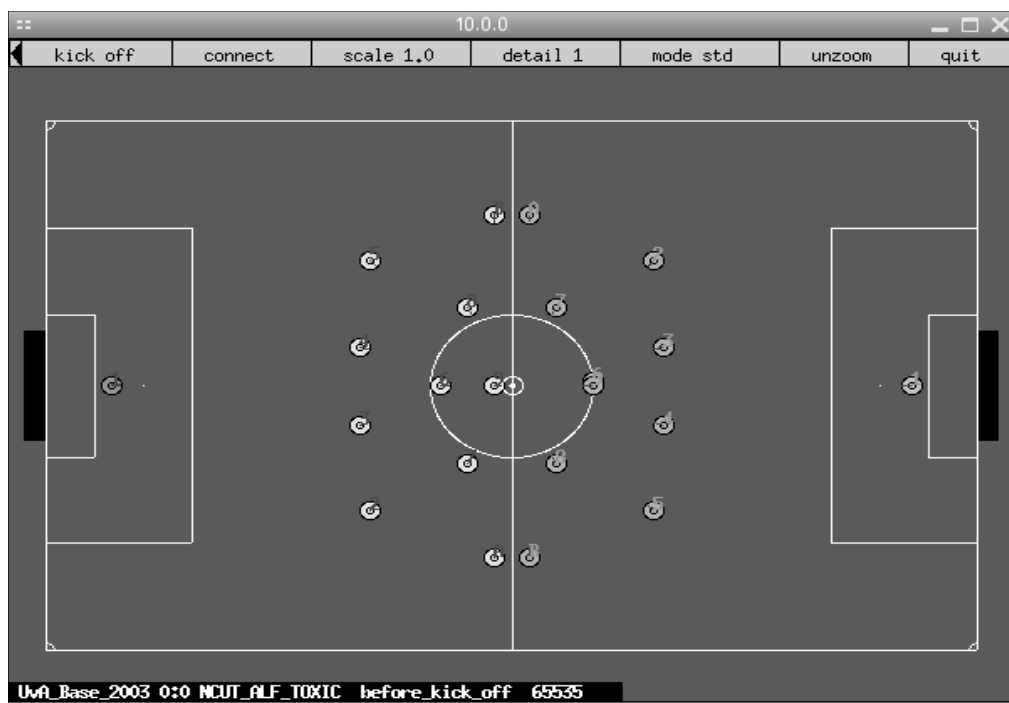 10.0.0
kick off connect scale 1.0 detail 1 mode std unzoom quit
UvA_Base_2003 0:0 NCUT_ALF_TOXIC before_kick_off 65535